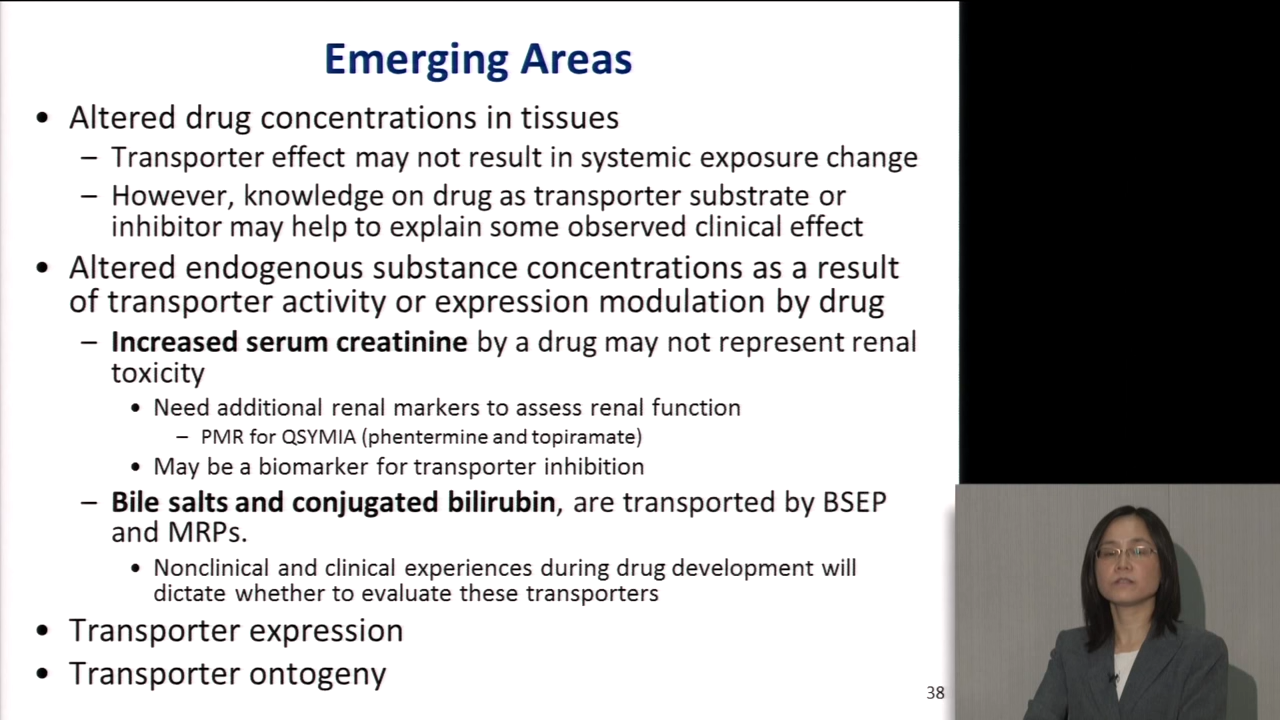 Emerging Areas
• Altered drug concentrations in tissues
– Transporter effect may not result in systemic exposure change
– However, knowledge on drug as transporter substrate or
inhibitor may help to explain some observed clinical effect
• Altered endogenous substance concentrations as a result
of transporter activity or expression modulation by drug
– Increased serum creatinine by a drug may not represent renal
toxicity
• Need additional renal markers to assess renal function
– PMR for QSYMIA (phentermine and topiramate)
• May be a biomarker for transporter inhibition
– Bile salts and conjugated bilirubin, are transported by BSEP
and MRPs.
• Nonclinical and clinical experiences during drug development will
dictate whether to evaluate these transporters
• Transporter expression
• Transporter ontogeny
38